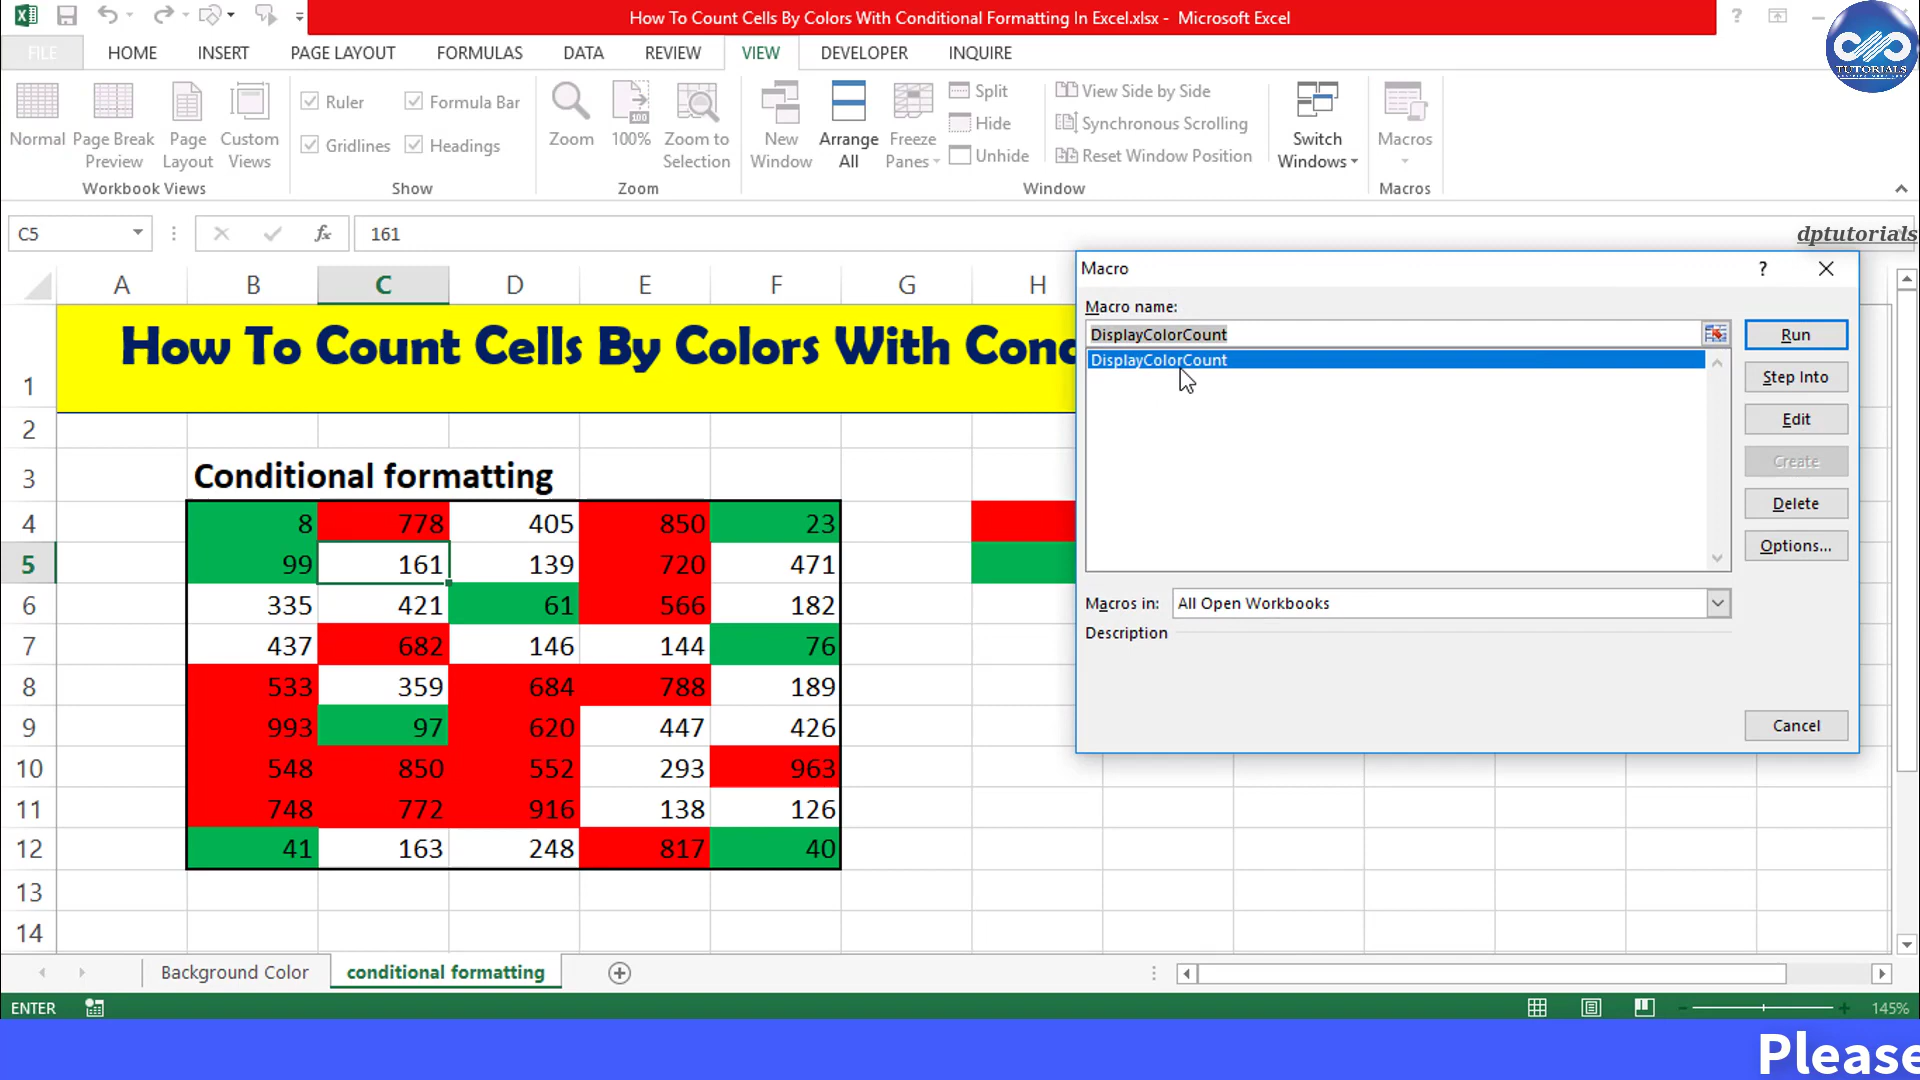 How To Count Cells By Colors With Conditional Formatting In Excel.xlsx - Microsoft Excel
?
FILE HOME INSERT PAGE LAYOUT FORMULAS DATA REVIEW VIEW DEVELOPER INQUIRE
TUTORIALS
Normal
Page Break Preview
Page Layout
Custom Views
Workbook Views
Ruler
Formula Bar
Gridlines
Headings
Show
Zoom
100%
Zoom to Selection
Zoom
New Window
Arrange All
Freeze Panes
Split
Hide
Unhide
View Side by Side
Synchronous Scrolling
Reset Window Position
Window
Switch Windows
Macros
Macros
C5
fx
161
dptutorials
A B C D E F G H
1 How To Count Cells By Colors With Cond
2
3 Conditional formatting
4 8 778 405 850 23
5 99 161 139 720 471
6 335 421 61 566 182
7 437 682 146 144 76
8 533 359 684 788 189
9 993 97 620 447 426
10 548 850 552 293 963
11 748 772 916 138 126
12 41 163 248 817 40
13
14
Macro
?
Macro name:
DisplayColorCount
DisplayColorCount
Run
Step Into
Edit
Create
Delete
Options...
Macros in: All Open Workbooks
Description
Cancel
Background Color
conditional formatting
ENTER
145%
Please